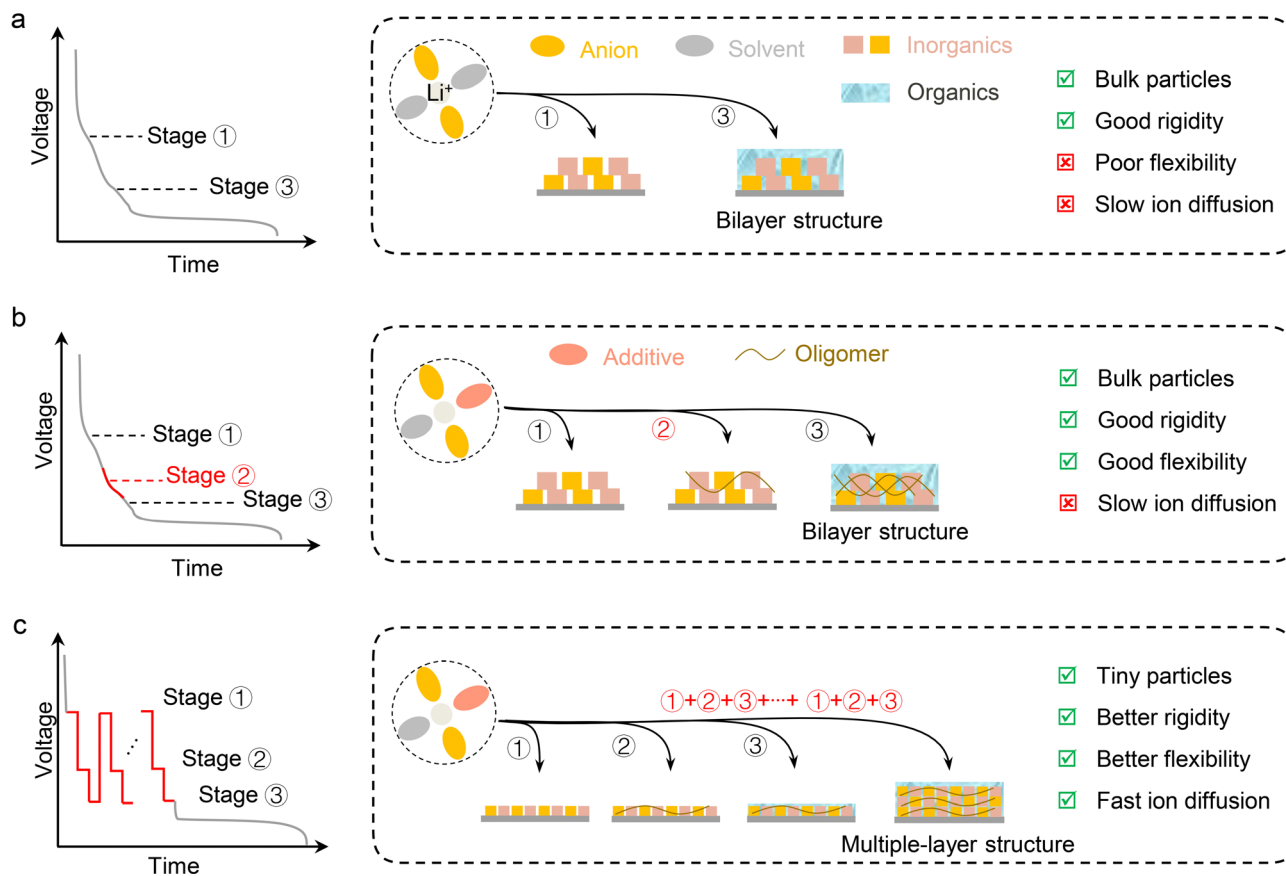 a
Voltage
Stage ①
Stage ③
Time
Anion
Solvent
Inorganics
Organics
Li⁺
①
③
Bilayer structure
Bulk particles
Good rigidity
Poor flexibility
Slow ion diffusion
b
Voltage
Stage ①
Stage ②
Stage ③
Time
Additive
Oligomer
①
②
③
Bilayer structure
Bulk particles
Good rigidity
Good flexibility
Slow ion diffusion
c
Voltage
Stage ①
Stage ②
Stage ③
Time
①+②+③+···+ ①+②+③
①
②
③
Multiple-layer structure
Tiny particles
Better rigidity
Better flexibility
Fast ion diffusion